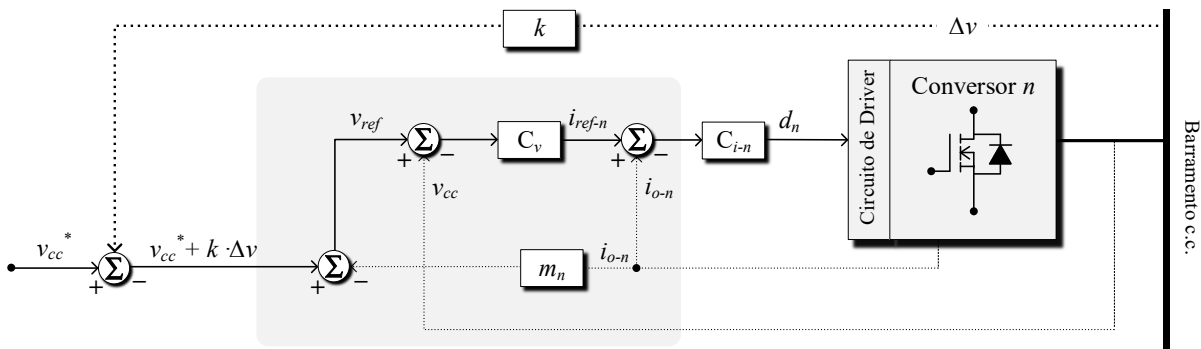 k
Δv
Circuito de Driver
Conversor n
v_ref
Σ
+
−
C_v
i_ref-n
Σ
+
−
C_i-n
d_n
v_cc
i_o-n
Barramento c.c.
v_cc*
Σ
+
−
v_cc* + k · Δv
Σ
+
−
m_n
i_o-n